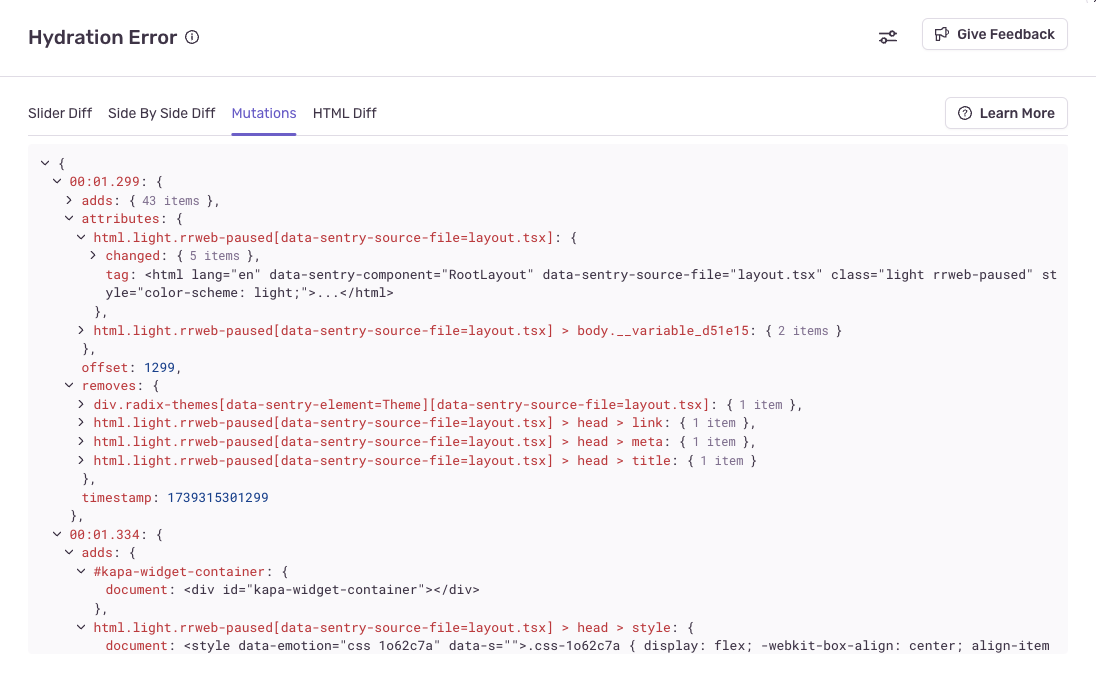 Hydration Error
Give Feedback
Slider Diff Side By Side Diff Mutations HTML Diff
Learn More
{
00:01.299: {
adds: { 43 items },
attributes: {
html.light.rrweb-paused[data-sentry-source-file=layout.tsx]: {
changed: { 5 items },
tag: <html lang="en" data-sentry-component="RootLayout" data-sentry-source-file="layout.tsx" class="light rrweb-paused" st
yle="color-scheme: light;">...</html>
},
html.light.rrweb-paused[data-sentry-source-file=layout.tsx] > body.__variable_d51e15: { 2 items }
},
offset: 1299,
removes: {
div.radix-themes[data-sentry-element=Theme][data-sentry-source-file=layout.tsx]: { 1 item },
html.light.rrweb-paused[data-sentry-source-file=layout.tsx] > head > link: { 1 item },
html.light.rrweb-paused[data-sentry-source-file=layout.tsx] > head > meta: { 1 item },
html.light.rrweb-paused[data-sentry-source-file=layout.tsx] > head > title: { 1 item }
},
timestamp: 1739315301299
},
00:01.334: {
adds: {
#kapa-widget-container: {
document: <div id="kapa-widget-container"></div>
},
html.light.rrweb-paused[data-sentry-source-file=layout.tsx] > head > style: {
document: <style data-emotion="css 1o62c7a" data-s="">.css-1o62c7a { display: flex; -webkit-box-align: center; align-item